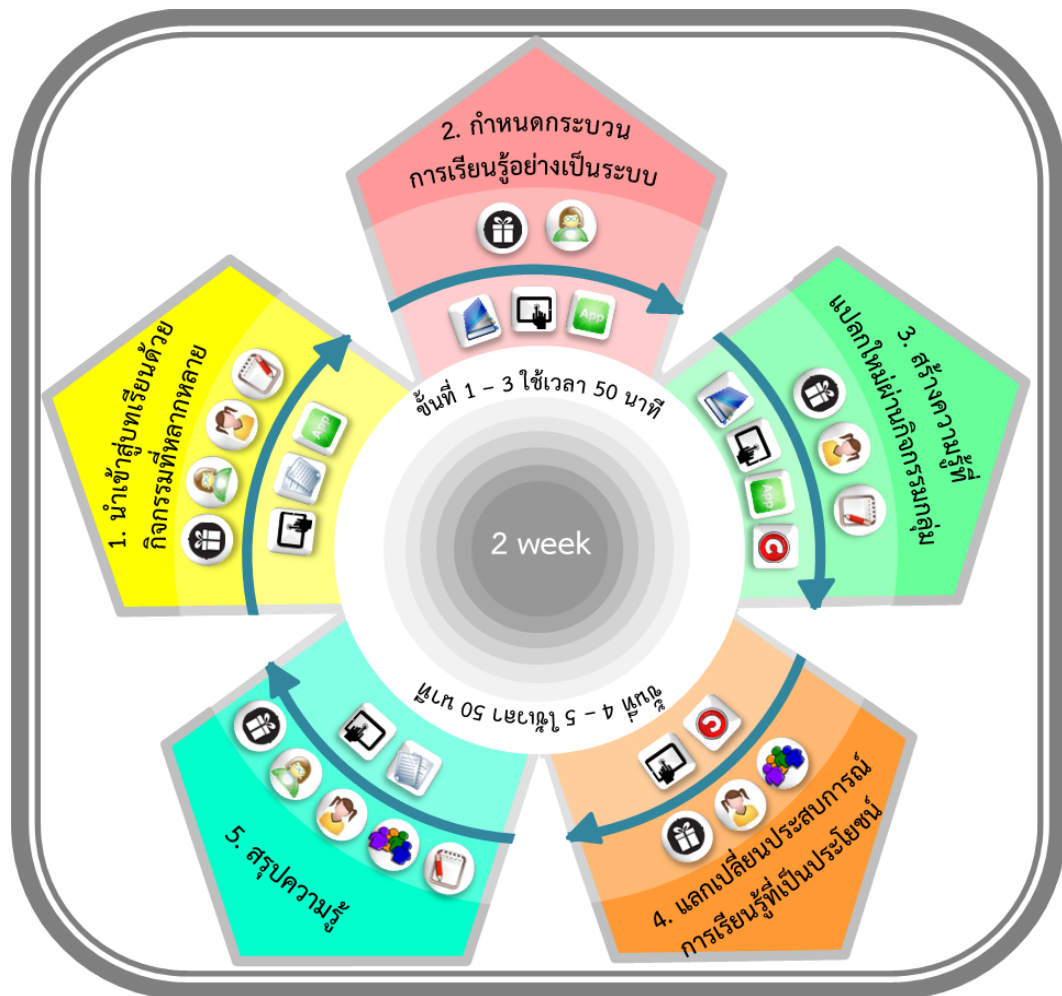 1. นำเข้าสู่บทเรียนด้วย
กิจกรรมที่หลากหลาย
App
2. กำหนดกระบวน
การเรียนรู้อย่างเป็นระบบ
App
3. สร้างความรู้ที่
แปลกใหม่ผ่านกิจกรรมกลุ่ม
App
G
4. แลกเปลี่ยนประสบการณ์
การเรียนรู้ที่เป็นประโยชน์
G
5. สรุปความรู้
ขั้นที่ 1 – 3 ใช้เวลา 50 นาที
2 week
ขั้นที่ 4 – 5 ใช้เวลา 50 นาที